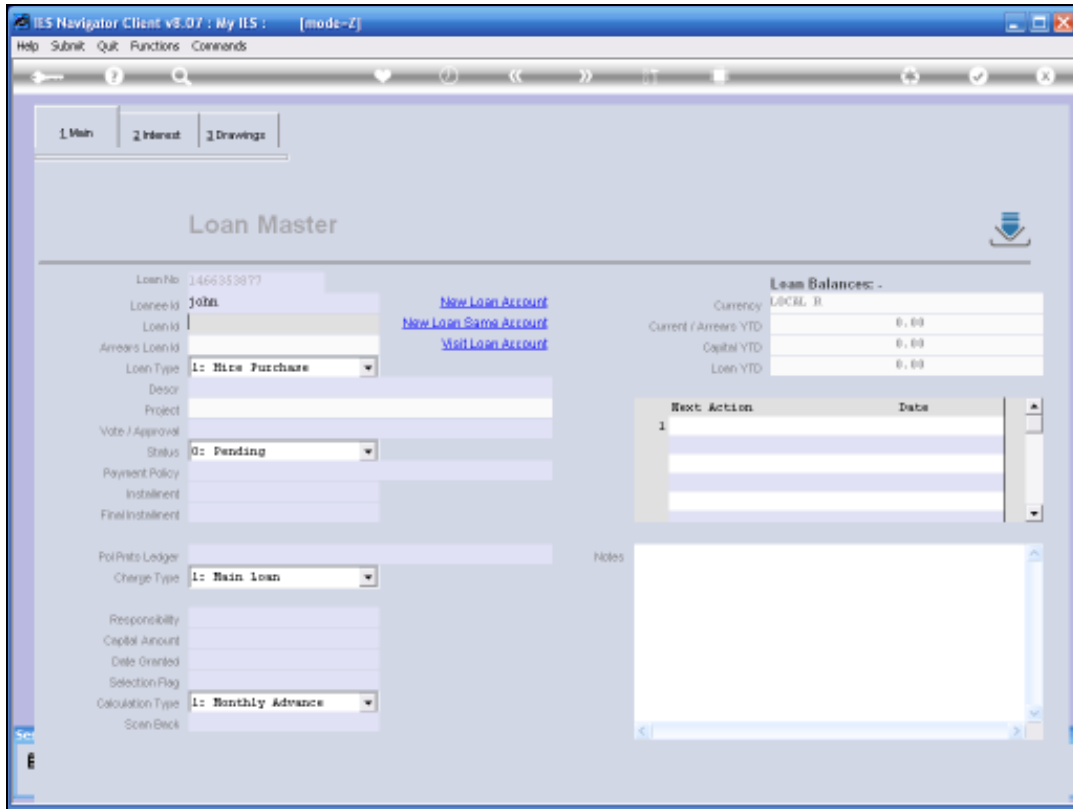 IES Navigator Client v8.07 : My IES : [mode=Z]
Help Submit Quit Functions Commands
1 Main 2 Interest 3 Drawings
Loan Master
Loan No 1466353877
Loanee Id john
Loan Id
Arrears Loan Id
Loan Type 1: Hire Purchase
Descr
Project
Vote / Approval
Status 0: Pending
Payment Policy
Instalment
Final Instalment
Pol Pmts Ledger
Charge Type 1: Main loan
Responsibility
Capital Amount
Date Granted
Selection Flag
Calculation Type 1: Monthly Advance
Scan Back
New Loan Account
New Loan Same Account
Visit Loan Account
Loan Balances: -
Currency LOCAL R
Current / Arrears YTD 0.00
Capital YTD 0.00
Loan YTD 0.00
Next Action Date
1
Notes